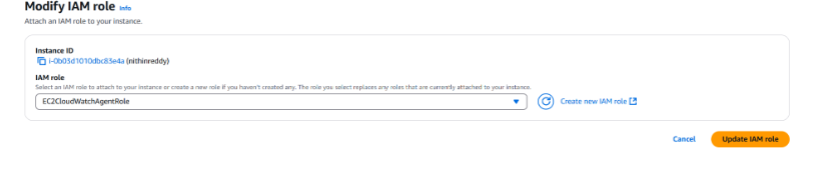 Modify IAM role Info
Attach an IAM role to your instance.
Instance ID
i-0b03d1010dbc83e4a (nithinreddy)
IAM role
Select an IAM role to attach to your instance or create a new role if you haven't created any. The role you select replaces any roles that are currently attached to your instance.
EC2CloudWatchAgentRole
Create new IAM role
Cancel
Update IAM role